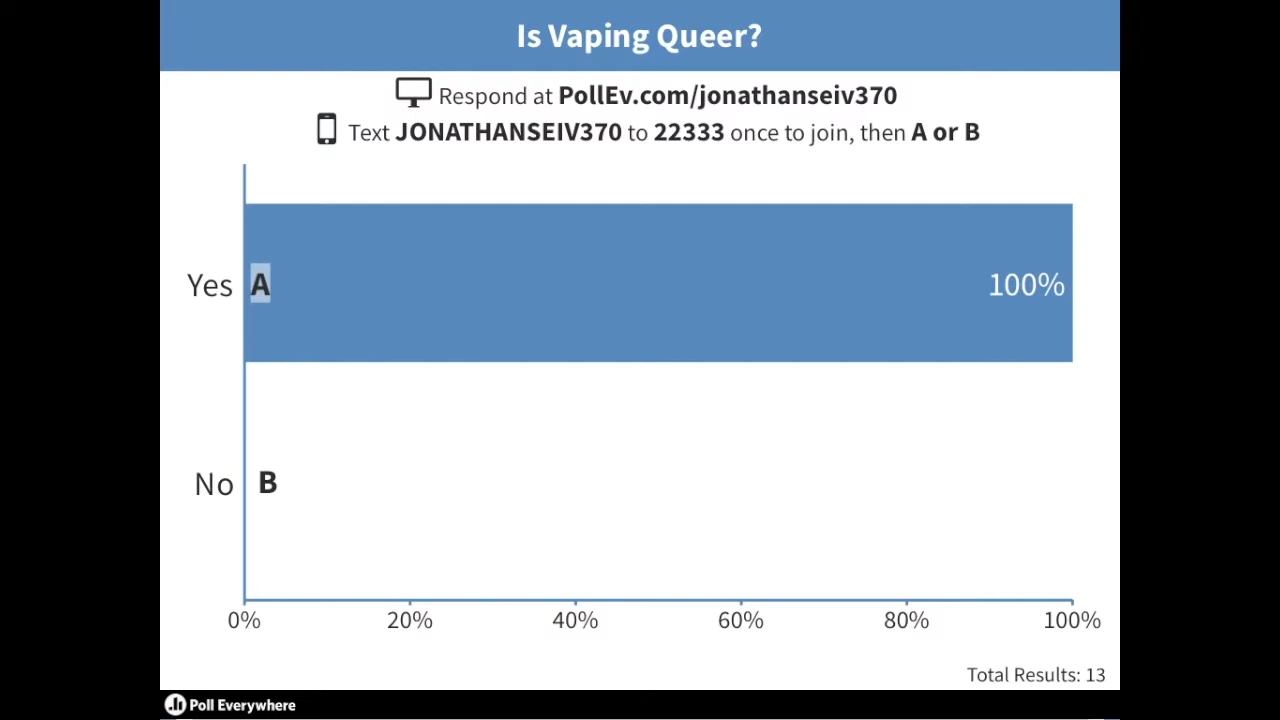 Is Vaping Queer?
Respond at PollEv.com/jonathanseiv370
Text JONATHANSEIV370 to 22333 once to join, then A or B
Yes A 100%
No B
0% 20% 40% 60% 80% 100%
Total Results: 13
Poll Everywhere